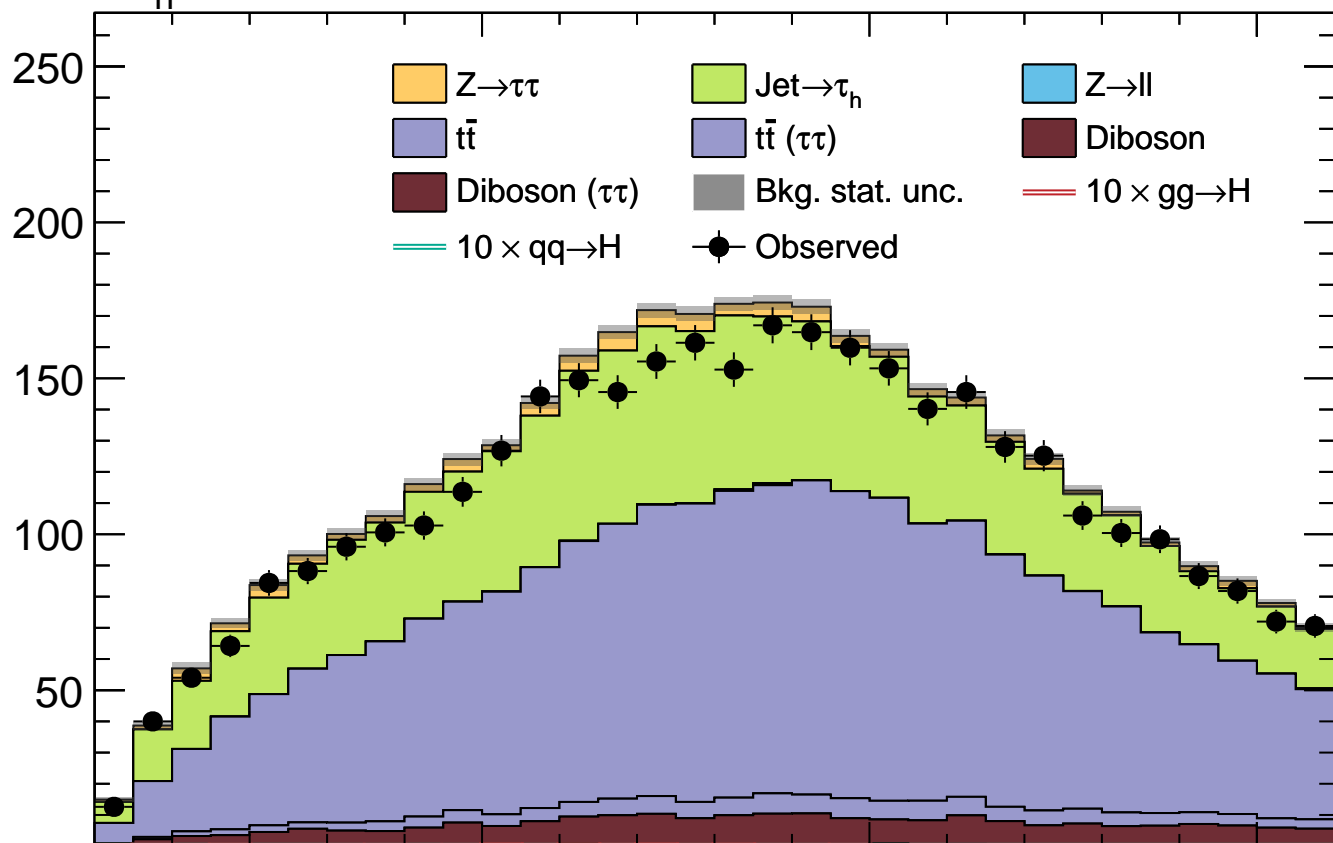 h
250
Z→ττ Jet→τh Z→ll
tt̄ tt̄ (ττ) Diboson
Diboson (ττ) Bkg. stat. unc. 10 × gg→H
200
10 × qq→H Observed
150
100
50